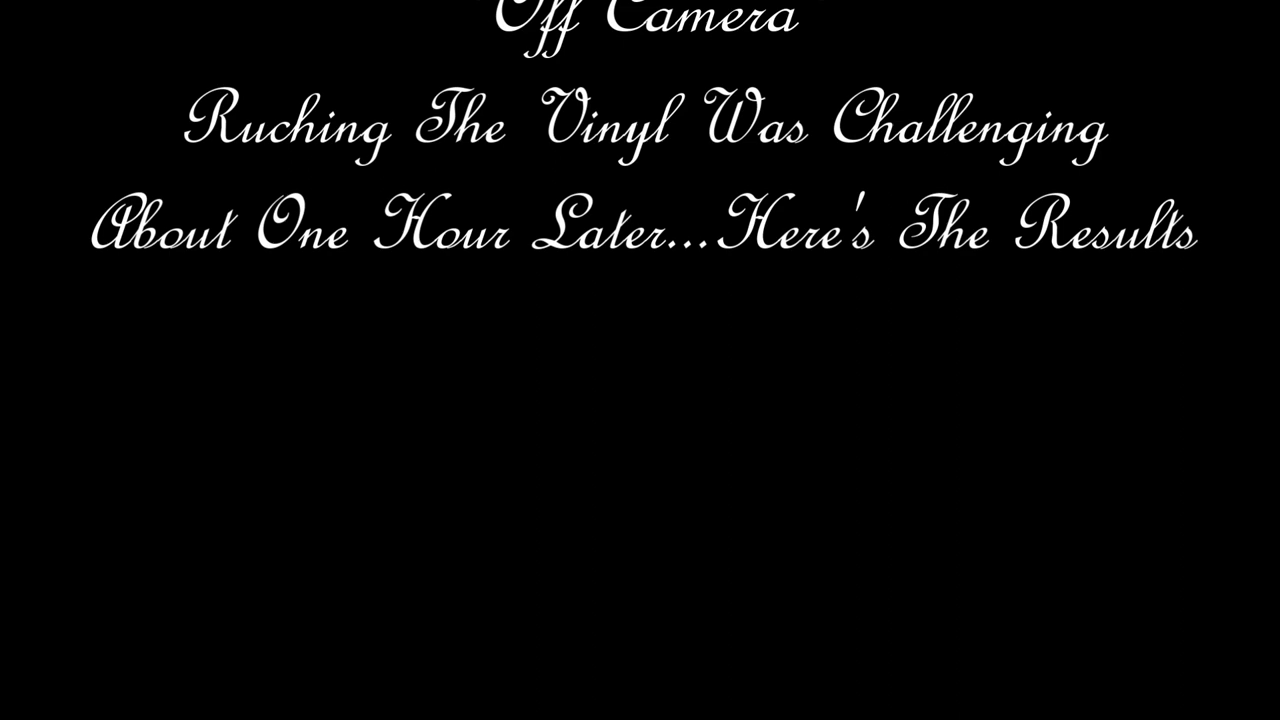 Off Camera
Ruching The Vinyl Was Challenging
About One Hour Later...Here's The Results